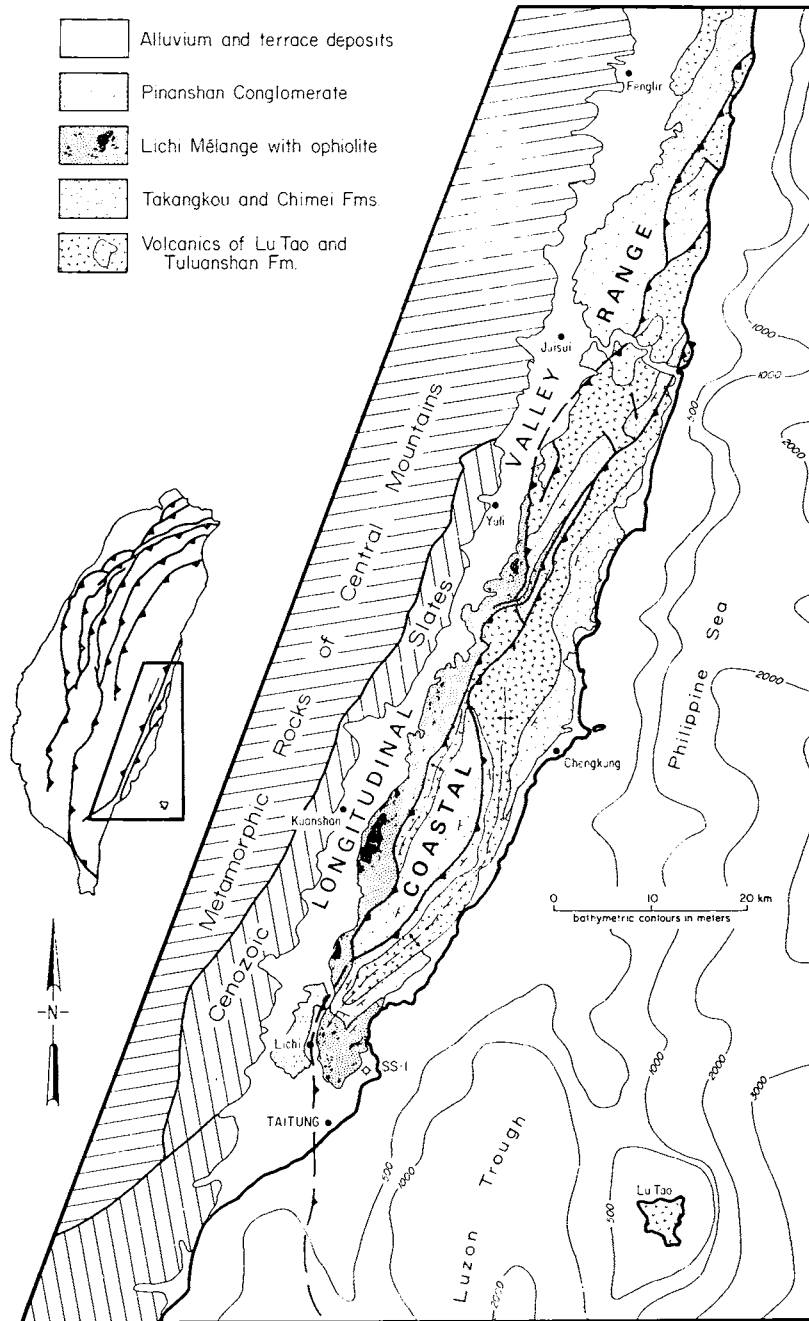 Alluvium and terrace deposits
Pinanshan Conglomerate
Lichi Mélange with ophiolite
Takangkou and Chimei Fms.
Volcanics of Lu Tao and
Tuluanshan Fm.
Fenglin
RANGE
Juisui
VALLEY
Yuli
Metamorphic Rocks of Central Mountains
Cenozoic Slates
LONGITUDINAL
COASTAL
Kuanshan
Chengkung
Philippine Sea
1000
1000
500
2000
2000
0 10 20 km
bathymetric contours in meters
-N-
Lichi
SS-1
TAITUNG
500
1000
Luzon Trough
2000
500
1000
2000
3000
500
Lu Tao